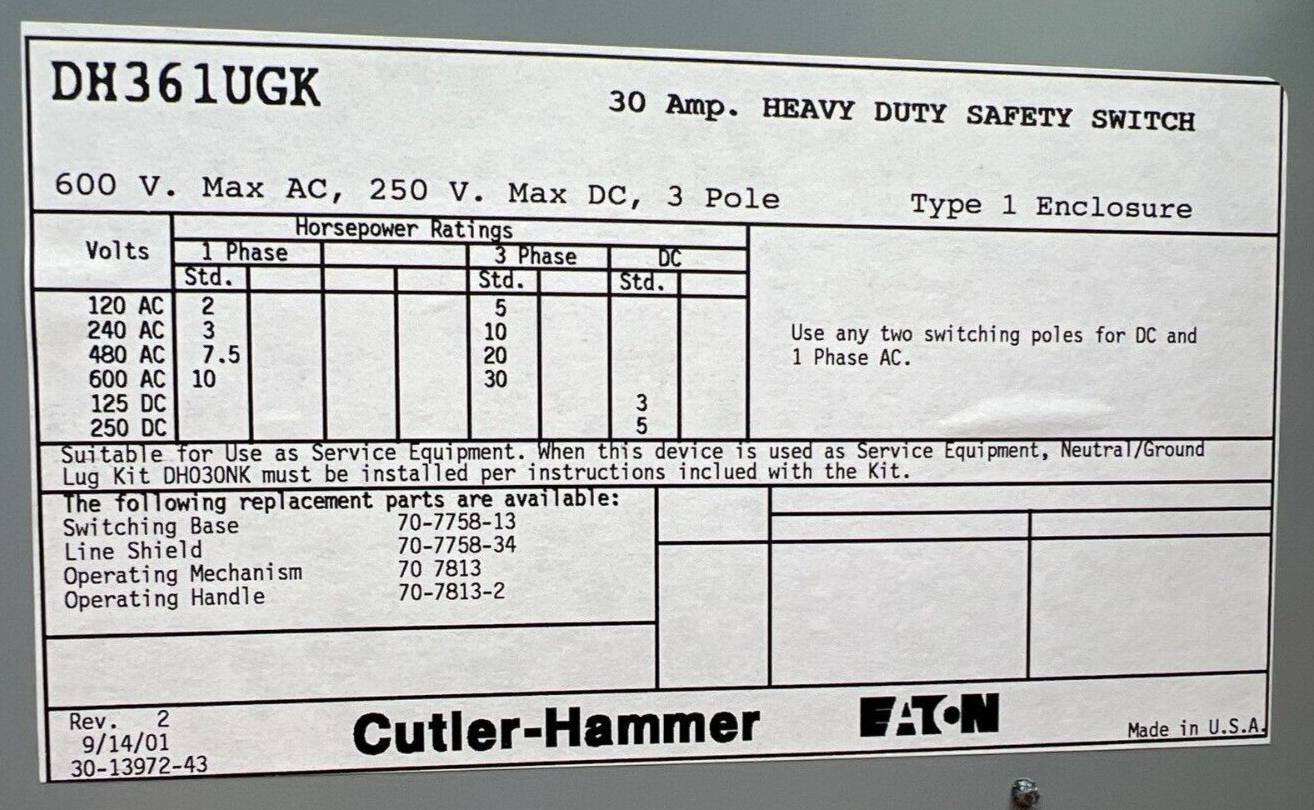 DH361UGK
30 Amp. HEAVY DUTY SAFETY SWITCH
600 V. Max AC, 250 V. Max DC, 3 Pole
Type 1 Enclosure
Volts
Horsepower Ratings
1 Phase 3 Phase DC
Std. Std. Std.
120 AC 2 5
240 AC 3 10
480 AC 7.5 20
600 AC 10 30
125 DC 3
250 DC 5
Use any two switching poles for DC and
1 Phase AC.
Suitable for Use as Service Equipment. When this device is used as Service Equipment, Neutral/Ground
Lug Kit DH030NK must be installed per instructions inclued with the Kit.
The following replacement parts are available:
Switching Base 70-7758-13
Line Shield 70-7758-34
Operating Mechanism 70 7813
Operating Handle 70-7813-2
Rev. 2
9/14/01
30-13972-43
Cutler-Hammer
EATON
Made in U.S.A.